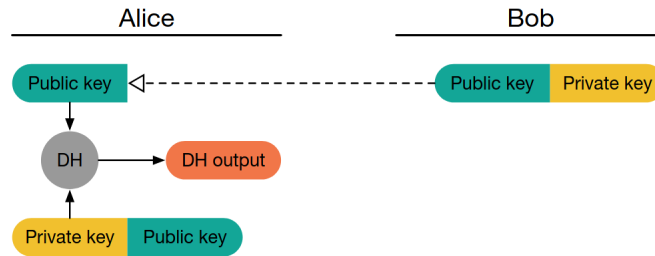 Alice
Bob
Public key
Public key Private key
DH
DH output
Private key Public key